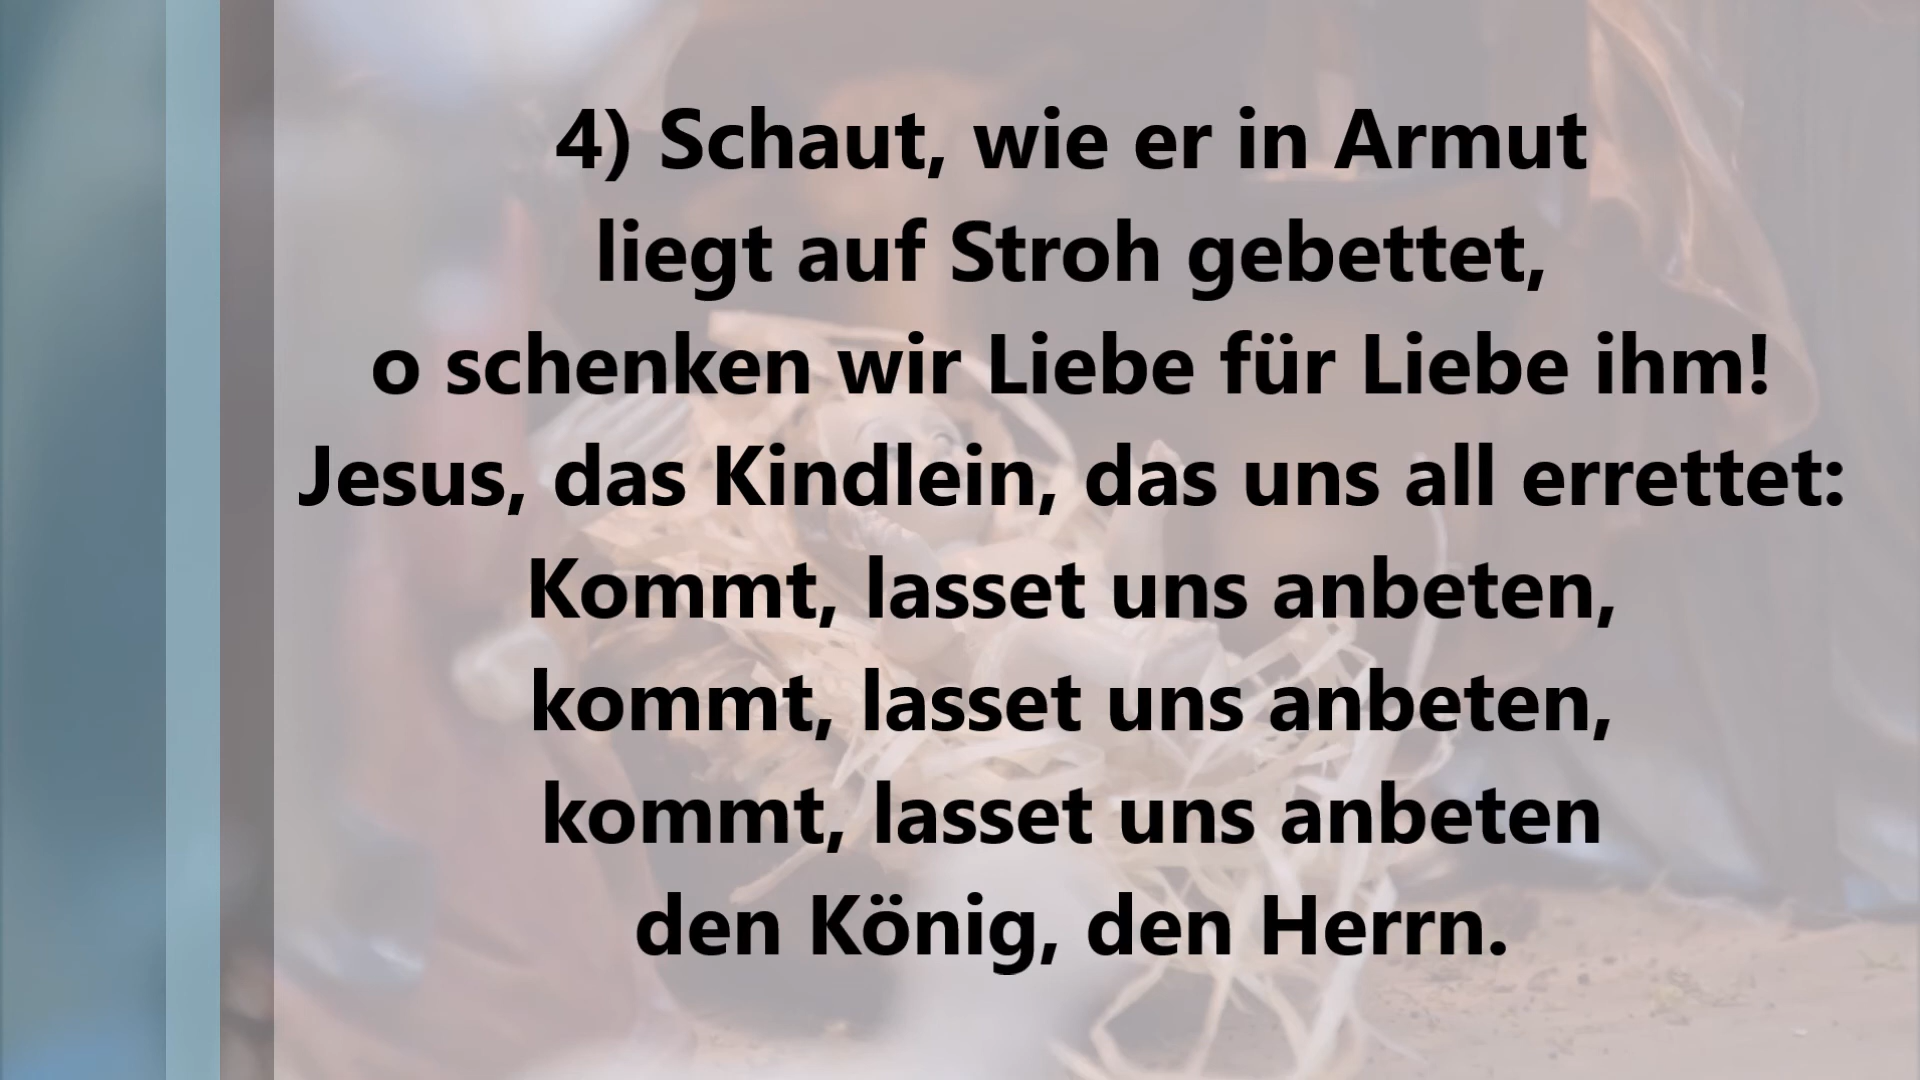 4) Schaut, wie er in Armut
liegt auf Stroh gebettet,
o schenken wir Liebe für Liebe ihm!
Jesus, das Kindlein, das uns all errettet:
Kommt, lasset uns anbeten,
kommt, lasset uns anbeten,
kommt, lasset uns anbeten
den König, den Herrn.